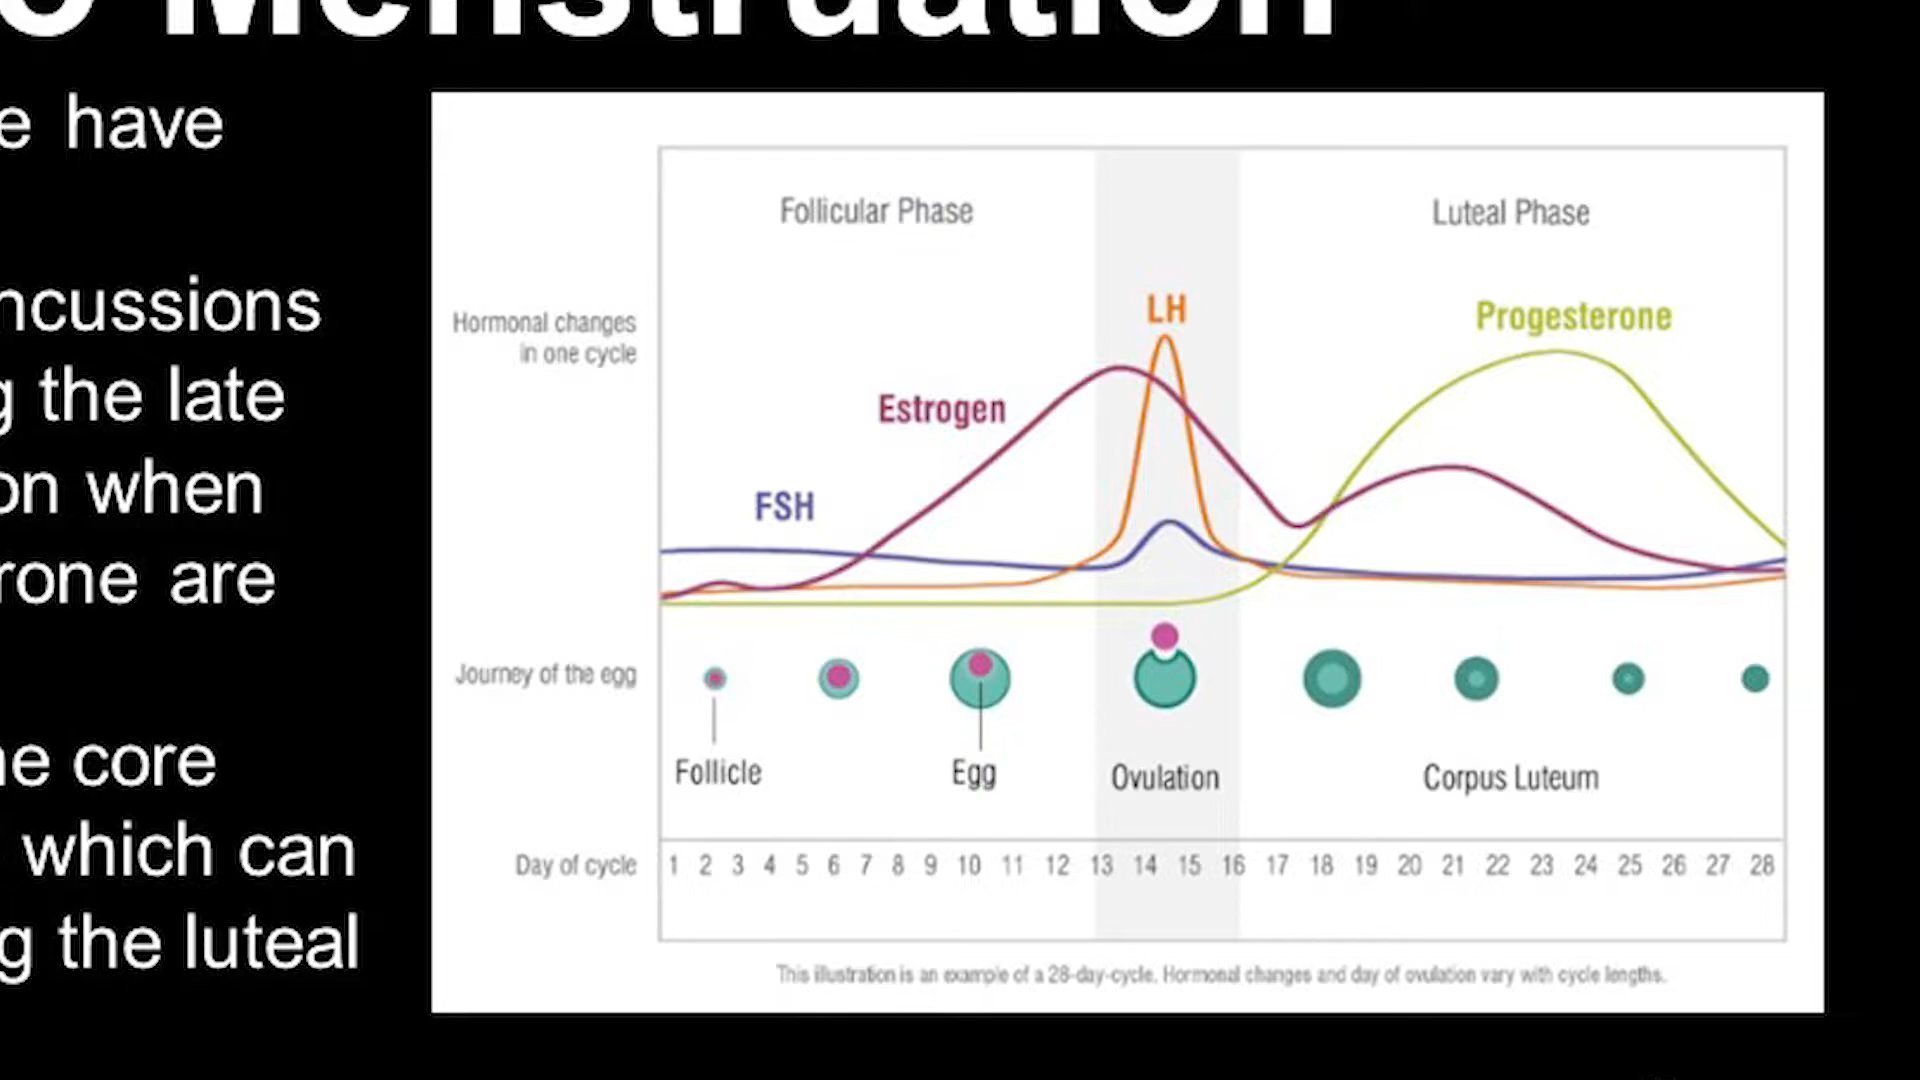 o Menstruation
e have
ncussions
g the late
on when
rone are
ne core
which can
g the luteal
Follicular Phase
Luteal Phase
Hormonal changes
in one cycle
LH
Progesterone
Estrogen
FSH
Journey of the egg
Follicle
Egg
Ovulation
Corpus Luteum
Day of cycle 1 2 3 4 5 6 7 8 9 10 11 12 13 14 15 16 17 18 19 20 21 22 23 24 25 26 27 28
This illustration is an example of a 28-day-cycle. Hormonal changes and day of ovulation vary with cycle lengths.